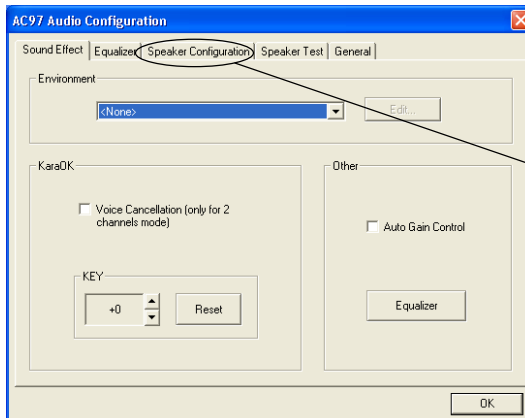 AC97 Audio Configuration
Sound Effect Equalizer Speaker Configuration Speaker Test General
Environment
<None> Edit...
KaraOK
Voice Cancellation (only for 2
channels mode)
KEY
+0 Reset
Other
Auto Gain Control
Equalizer
OK